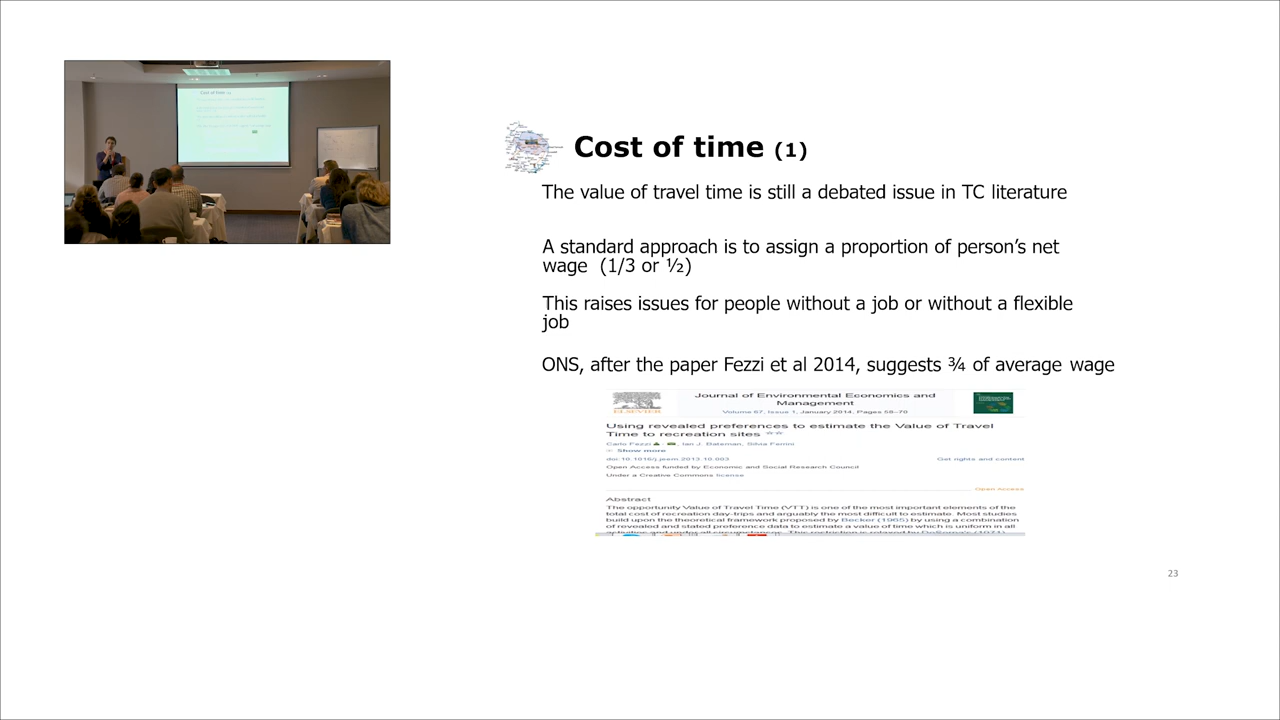 Cost of time (1)
The value of travel time is still a debated issue in TC literature
A standard approach is to assign a proportion of person's net
wage (1/3 or ½)
This raises issues for people without a job or without a flexible
job
ONS, after the paper Fezzi et al 2014, suggests ¾ of average wage
Journal of Environmental Economics and
Management
Volume 67, Issue 1, January 2014, Pages 58–70
ELSEVIER
Using revealed preferences to estimate the Value of Travel
Time to recreation sites ☆☆
Carlo Fezzi, Ian J. Bateman, Silvia Ferrini
Show more
doi:10.1016/j.jeem.2013.10.003
Get rights and content
Open Access funded by Economic and Social Research Council
Under a Creative Commons license
Open Access
Abstract
The opportunity Value of Travel Time (VTT) is one of the most important elements of the
total cost of recreation day-trips and arguably the most difficult to estimate. Most studies
build upon the theoretical framework proposed by Becker (1965) by using a combination
of revealed and stated preference data to estimate a value of time which is uniform in all
23